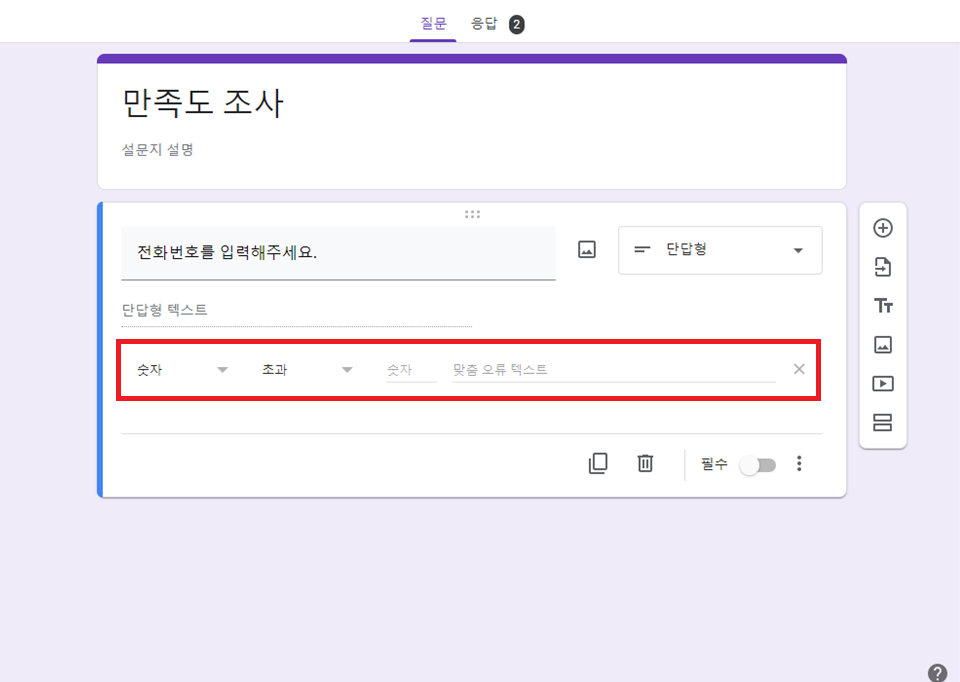 질문 응답 2
만족도 조사
설문지 설명
전화번호를 입력해주세요. 단답형
단답형 텍스트
숫자 초과 숫자 맞춤 오류 텍스트
필수